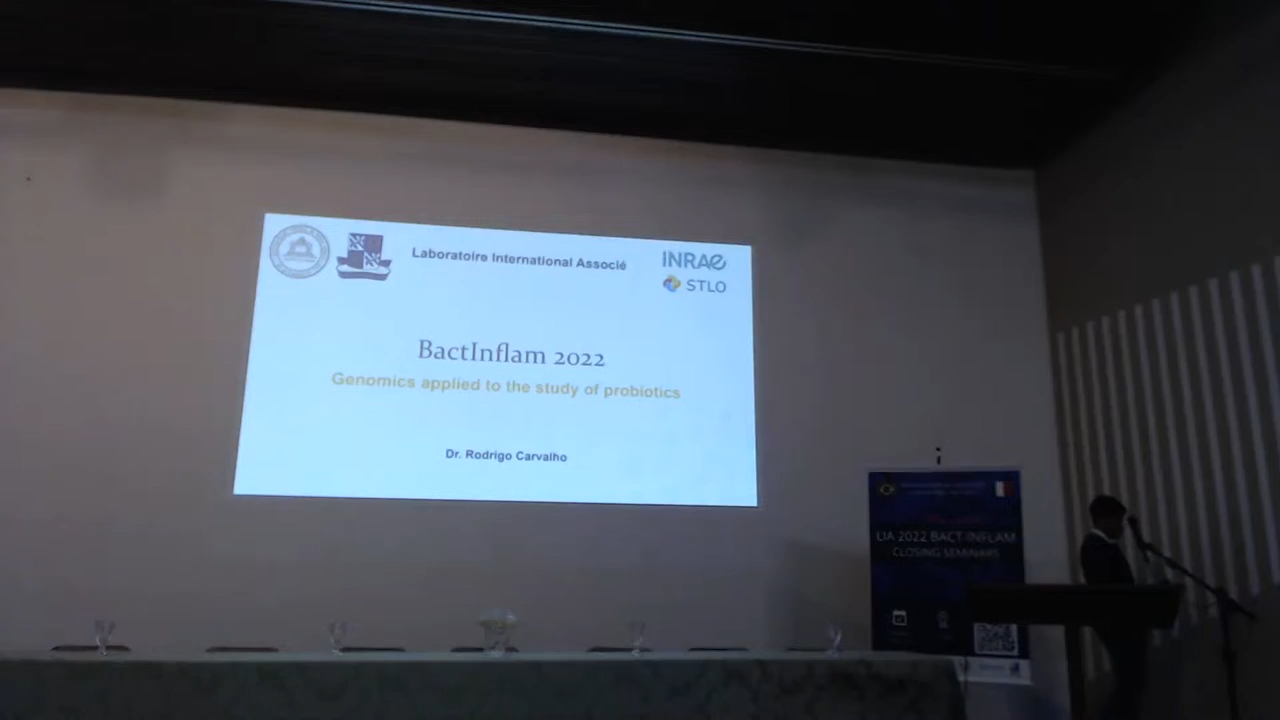 Laboratoire International Associé
INRAE
STLO
BactInflam 2022
Genomics applied to the study of probiotics
Dr. Rodrigo Carvalho
LIA 2022 BACT-INFLAM
CLOSING SEMINARS